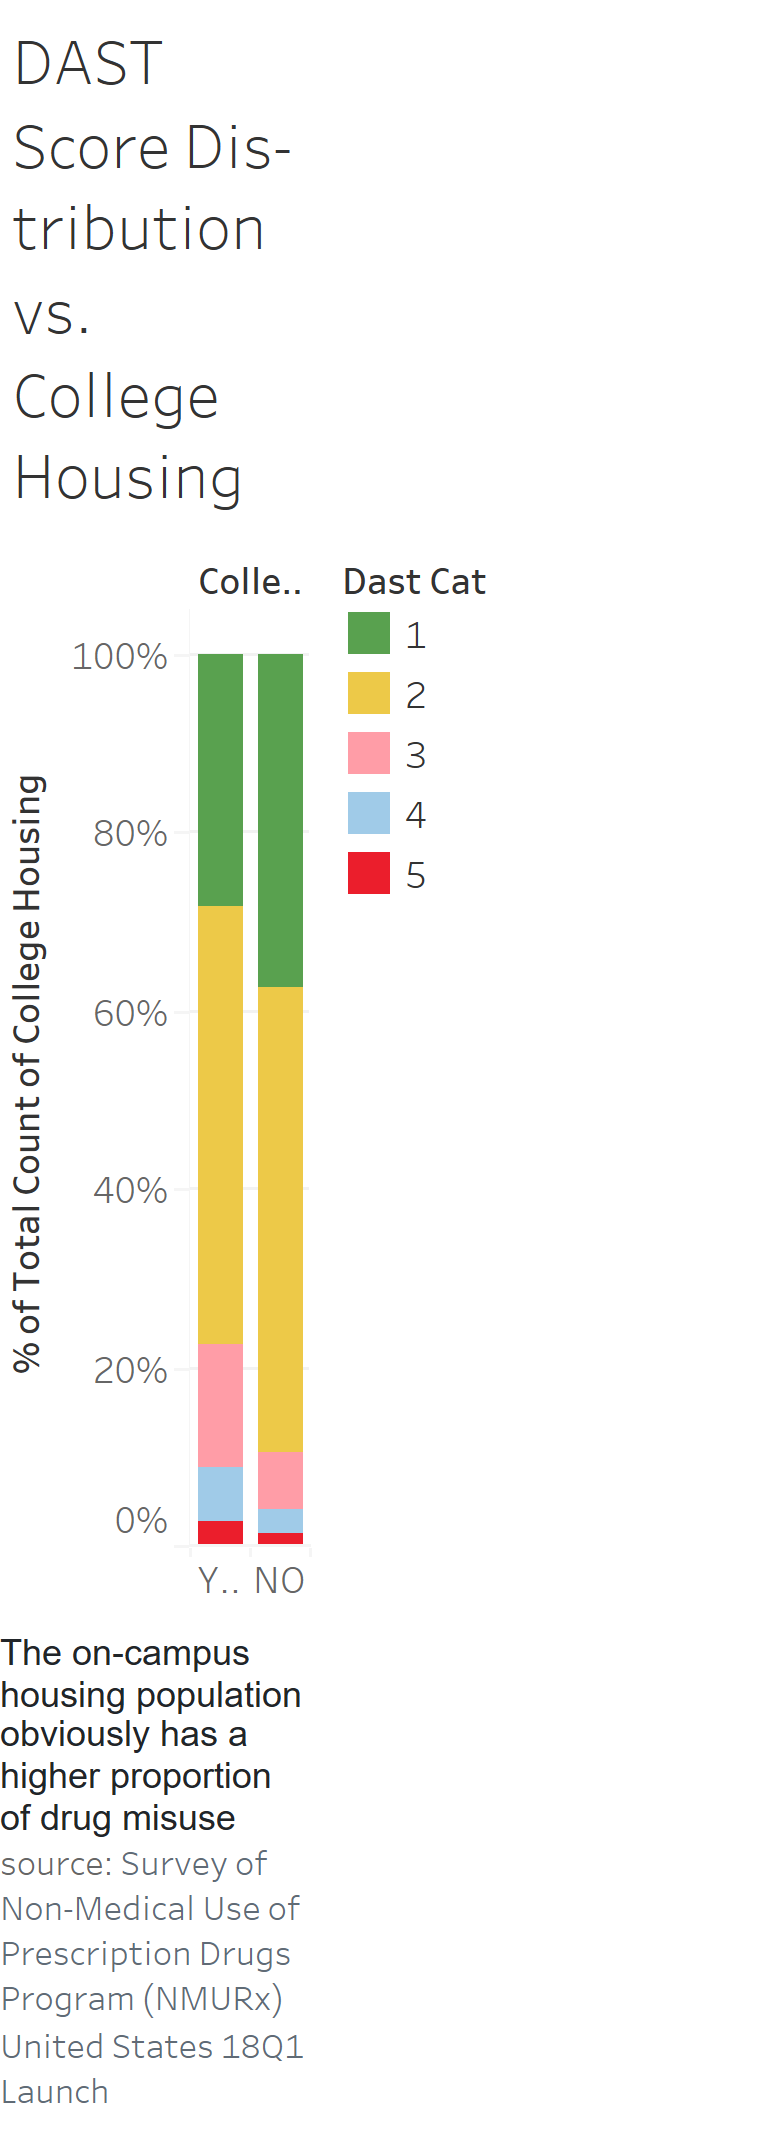 DAST
Score Dis-
tribution
vs.
College
Housing
Colle..
Dast Cat
1
2
3
4
5
% of Total Count of College Housing
100%
80%
60%
40%
20%
0%
Y.. NO
The on-campus
housing population
obviously has a
higher proportion
of drug misuse
source: Survey of
Non-Medical Use of
Prescription Drugs
Program (NMURx)
United States 18Q1
Launch